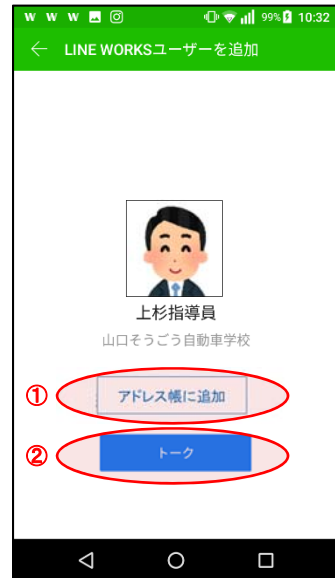 W W W 99% 10:32
← LINE WORKSユーザーを追加
上杉指導員
山口そうごう自動車学校
① アドレス帳に追加
② トーク